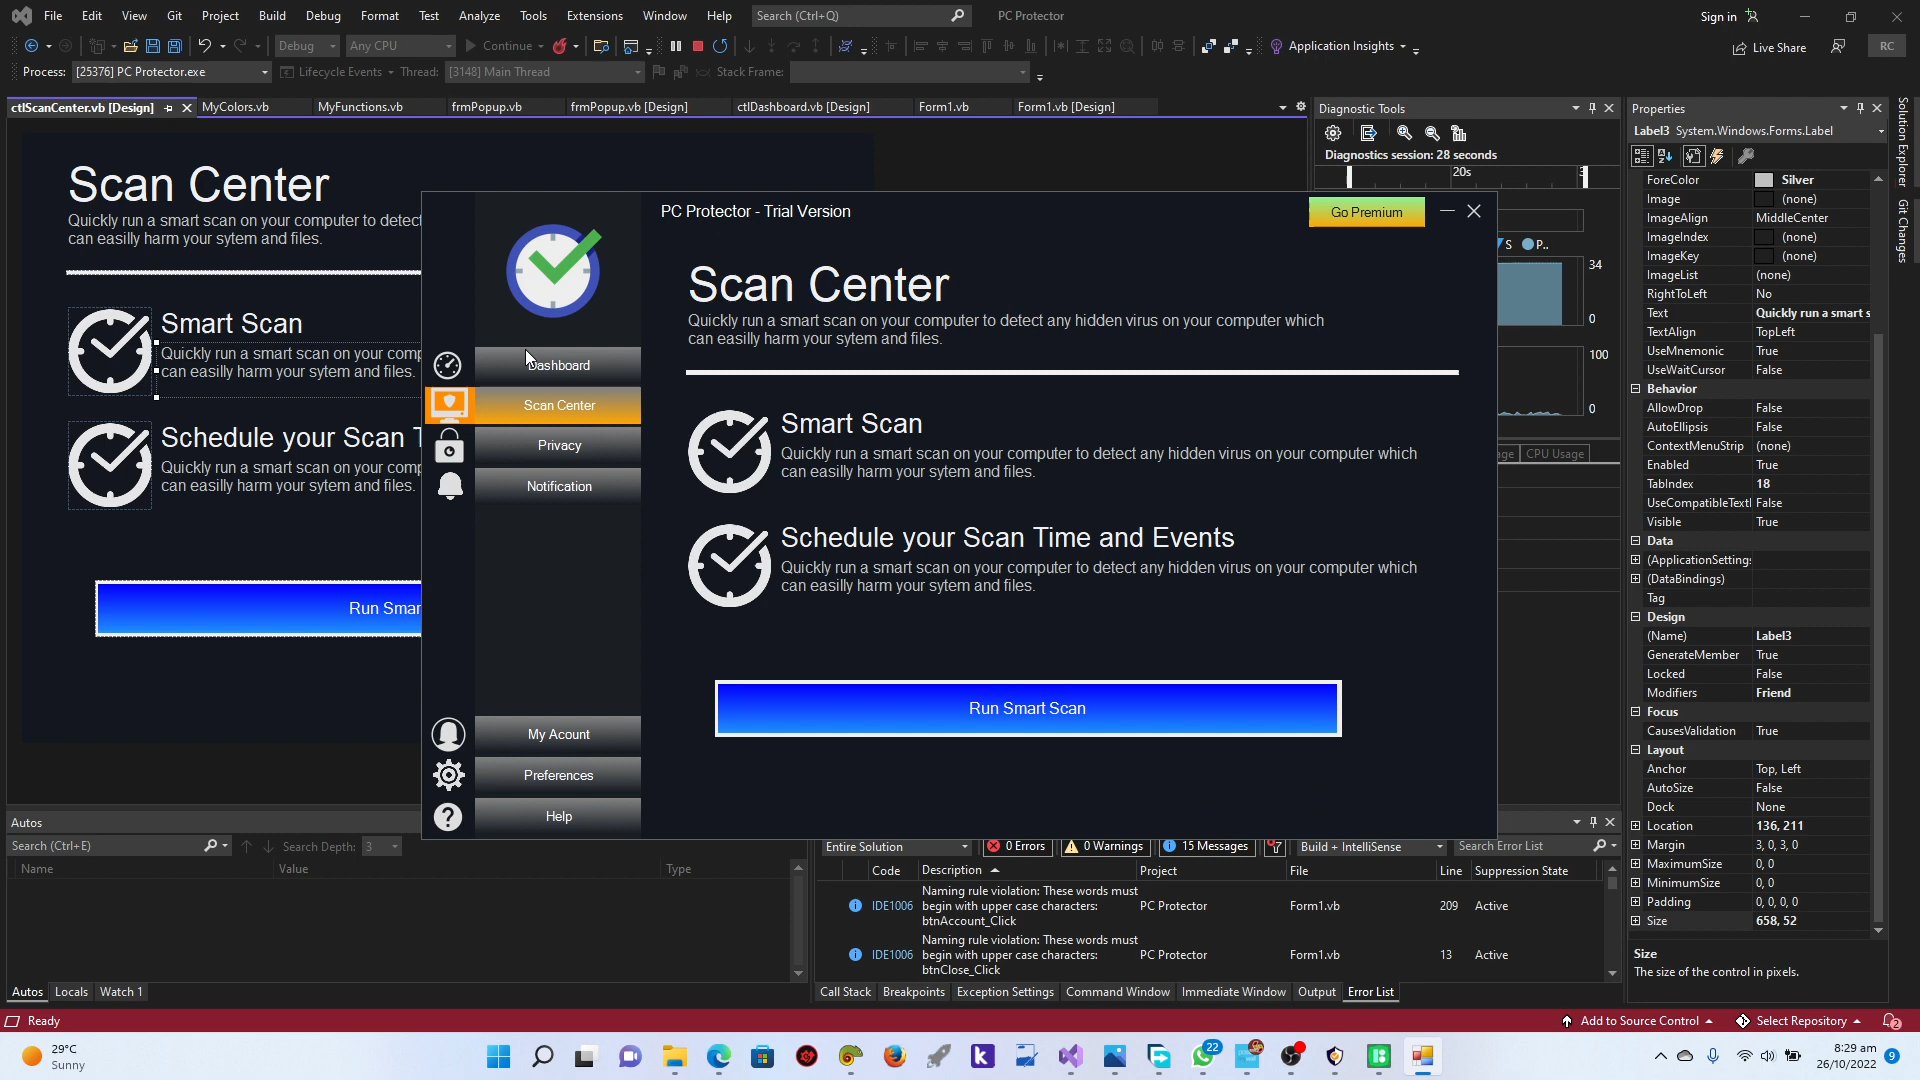 File Edit View Git Project Build Debug Format Test Analyze Tools Extensions Window Help Search (Ctrl+Q) PC Protector Sign in
Debug Any CPU Continue Application Insights Live Share RC
Process: [25376] PC Protector.exe Lifecycle Events Thread: [3148] Main Thread Stack Frame:
ctlScanCenter.vb [Design] MyColors.vb MyFunctions.vb frmPopup.vb frmPopup.vb [Design] ctlDashboard.vb [Design] Form1.vb Form1.vb [Design]
Scan Center
Quickly run a smart scan on your computer to detect
can easilly harm your sytem and files.
Smart Scan
Quickly run a smart scan on your comp
can easilly harm your sytem and files.
Schedule your Scan T
Quickly run a smart scan on your comp
can easilly harm your sytem and files.
Run Smar
PC Protector - Trial Version
Go Premium
Dashboard
Scan Center
Privacy
Notification
My Acount
Preferences
Help
Scan Center
Quickly run a smart scan on your computer to detect any hidden virus on your computer which
can easilly harm your sytem and files.
Smart Scan
Quickly run a smart scan on your computer to detect any hidden virus on your computer which
can easilly harm your sytem and files.
Schedule your Scan Time and Events
Quickly run a smart scan on your computer to detect any hidden virus on your computer which
can easilly harm your sytem and files.
Run Smart Scan
Diagnostic Tools
Diagnostics session: 28 seconds
20s
S P..
34
0
100
0
CPU Usage
Properties
Label3 System.Windows.Forms.Label
ForeColor Silver
Image (none)
ImageAlign MiddleCenter
ImageIndex (none)
ImageKey (none)
ImageList (none)
RightToLeft No
Text Quickly run a smart s
TextAlign TopLeft
UseMnemonic True
UseWaitCursor False
Behavior
AllowDrop False
AutoEllipsis False
ContextMenuStrip (none)
Enabled True
TabIndex 18
UseCompatibleTextI False
Visible True
Data
(ApplicationSettings
(DataBindings)
Tag
Design
(Name) Label3
GenerateMember True
Locked False
Modifiers Friend
Focus
CausesValidation True
Layout
Anchor Top, Left
AutoSize False
Dock None
Location 136, 211
Margin 3, 0, 3, 0
MaximumSize 0, 0
MinimumSize 0, 0
Padding 0, 0, 0, 0
Size 658, 52
Size
The size of the control in pixels.
Solution Explorer
Git Changes
Autos
Search (Ctrl+E) Search Depth: 3
Name Value Type
Autos Locals Watch 1
Entire Solution 0 Errors 0 Warnings 15 Messages Build + IntelliSense Search Error List
Code Description Project File Line Suppression State
IDE1006 Naming rule violation: These words must
begin with upper case characters: PC Protector Form1.vb 209 Active
btnAccount_Click
IDE1006 Naming rule violation: These words must
begin with upper case characters: PC Protector Form1.vb 13 Active
btnClose_Click
Call Stack Breakpoints Exception Settings Command Window Immediate Window Output Error List
Ready Add to Source Control Select Repository 2
29°C
Sunny
22
8:29 am
26/10/2022
9